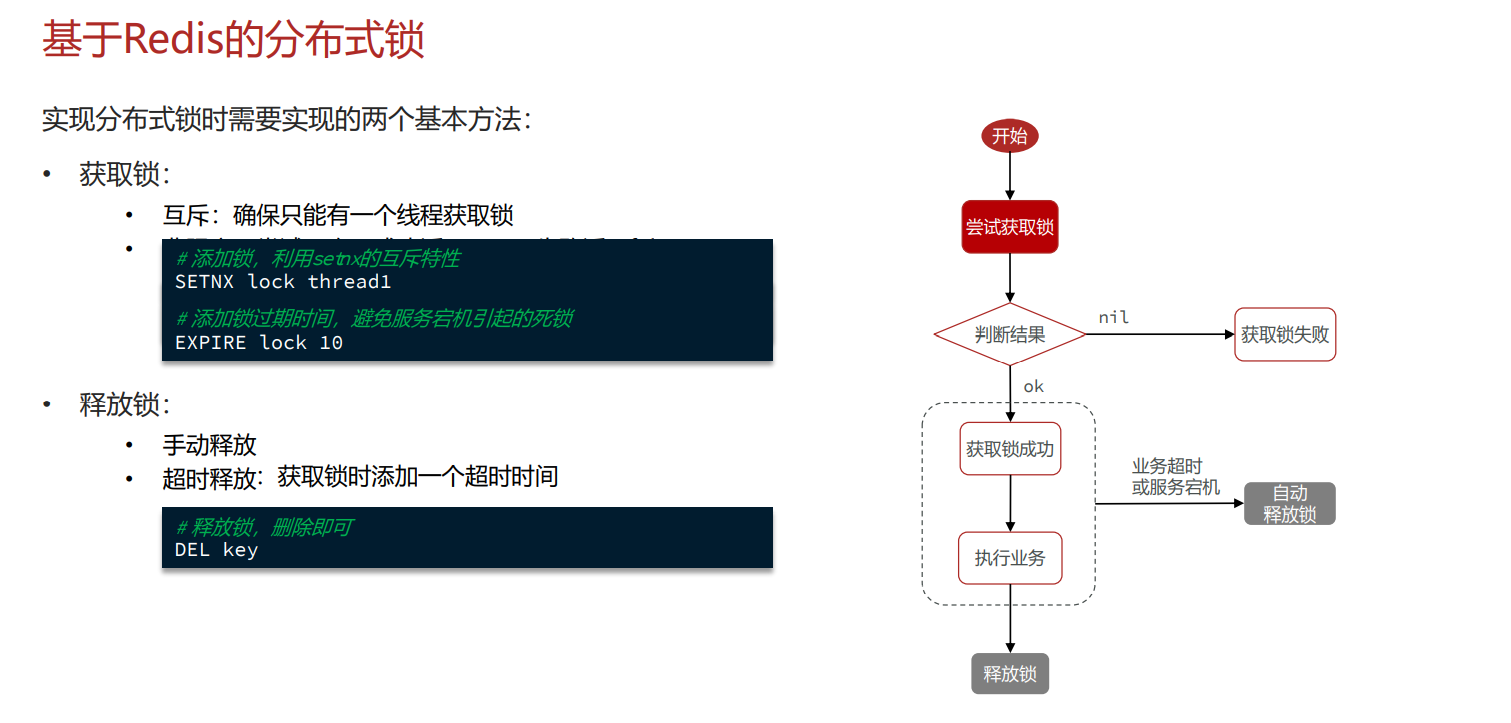 基于Redis的分布式锁
实现分布式锁时需要实现的两个基本方法：
• 获取锁：
• 互斥：确保只能有一个线程获取锁
•
# 添加锁，利用setnx的互斥特性
SETNX lock thread1
# 添加锁过期时间，避免服务宕机引起的死锁
EXPIRE lock 10
• 释放锁：
• 手动释放
• 超时释放：获取锁时添加一个超时时间
# 释放锁，删除即可
DEL key
开始
尝试获取锁
判断结果
nil
获取锁失败
ok
获取锁成功
执行业务
业务超时
或服务宕机
自动
释放锁
释放锁